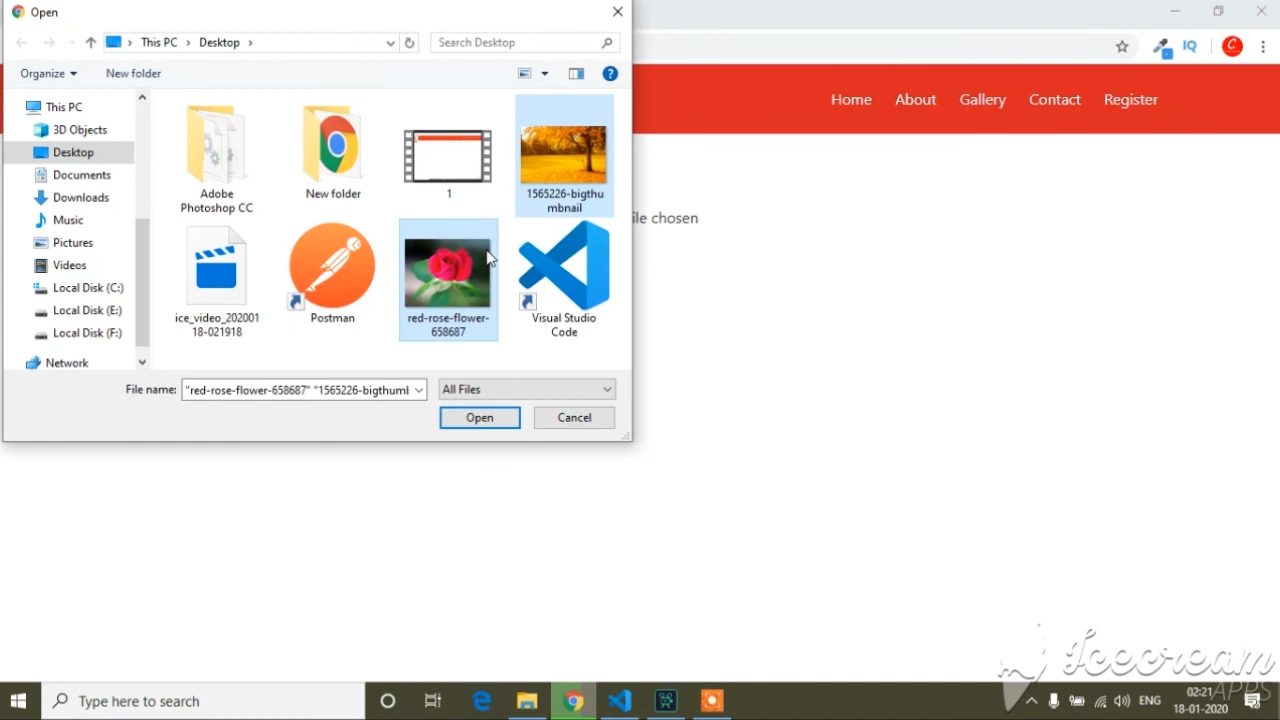 Open
This PC
Desktop
Search Desktop
Organize
New folder
This PC
3D Objects
Desktop
Documents
Downloads
Music
Pictures
Videos
Local Disk (C:)
Local Disk (E:)
Local Disk (F:)
Network
Adobe
Photoshop CC
New folder
1
1565226-bigthu
mbnail
ice_video_202001
18-021918
Postman
red-rose-flower-
658687
Visual Studio
Code
File name:
"red-rose-flower-658687" "1565226-bigthuml
All Files
Open
Cancel
IQ
C
Home
About
Gallery
Contact
Register
ile chosen
Icecream
APPS
Type here to search
ENG
02:21
18-01-2020